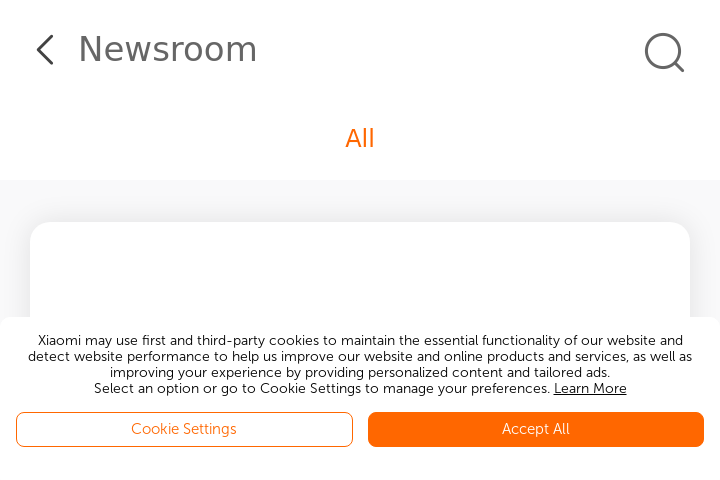 Newsroom
All
Xiaomi may use first and third-party cookies to maintain the essential functionality of our website and
detect website performance to help us improve our website and online products and services, as well as
improving your experience by providing personalized content and tailored ads.
Select an option or go to Cookie Settings to manage your preferences. Learn More
Cookie Settings
Accept All